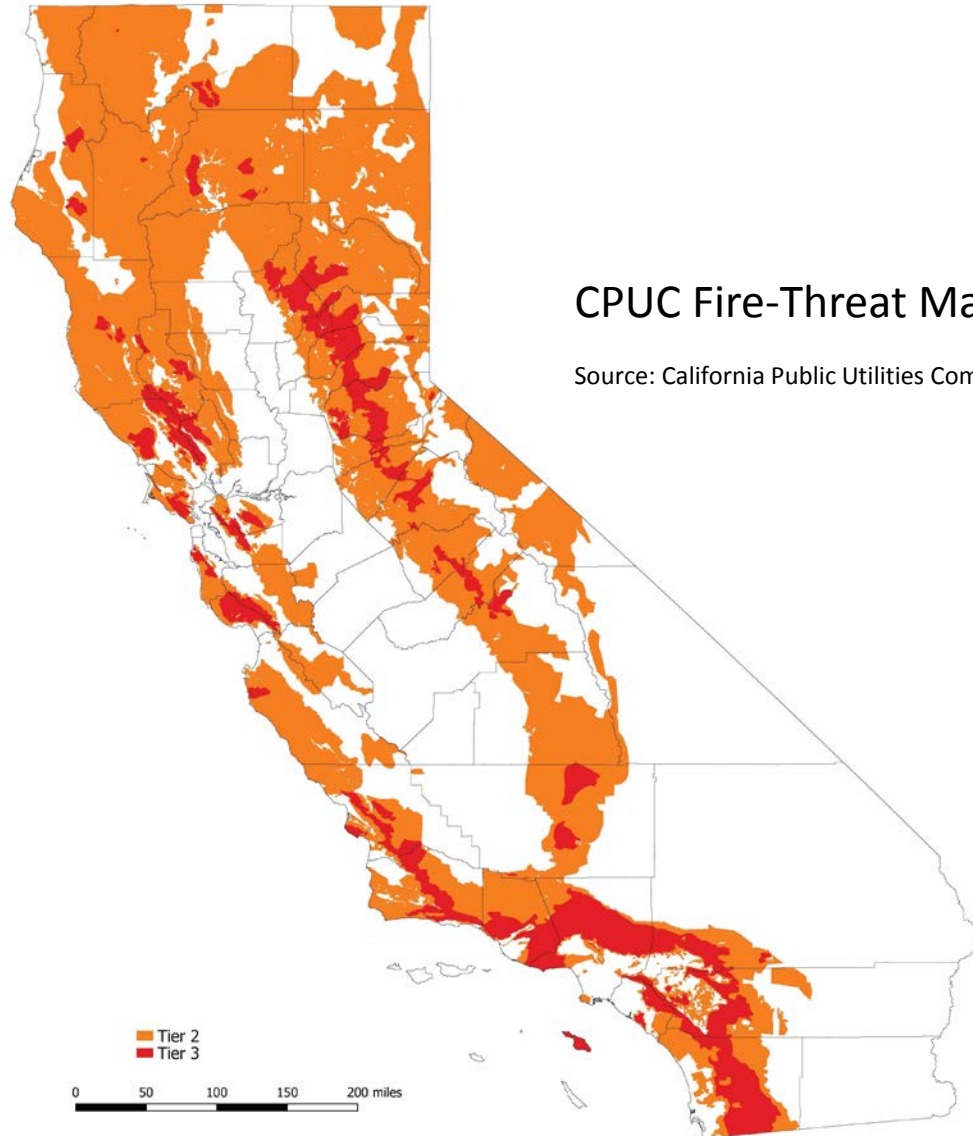 CPUC Fire-Threat Ma
Source: California Public Utilities Com
Tier 2
Tier 3
0 50 100 150 200 miles